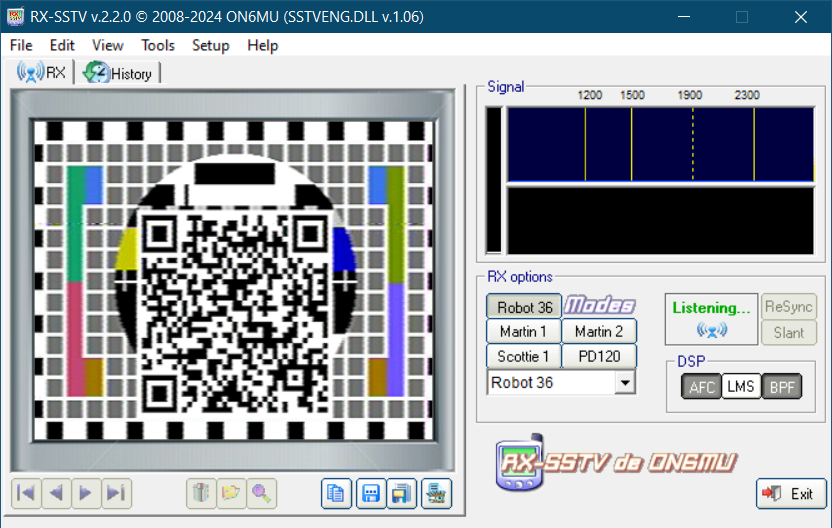 RX-SSTV v.2.2.0 © 2008-2024 ON6MU (SSTVENG.DLL v.1.06)
File Edit View Tools Setup Help
RX History
Signal
1200 1500 1900 2300
RX options
Robot 36 Modes
Martin 1 Martin 2
Scottie 1 PD120
Robot 36
Listening...
ReSync
Slant
DSP
AFC LMS BPF
RX-SSTV de ON6MU
Exit